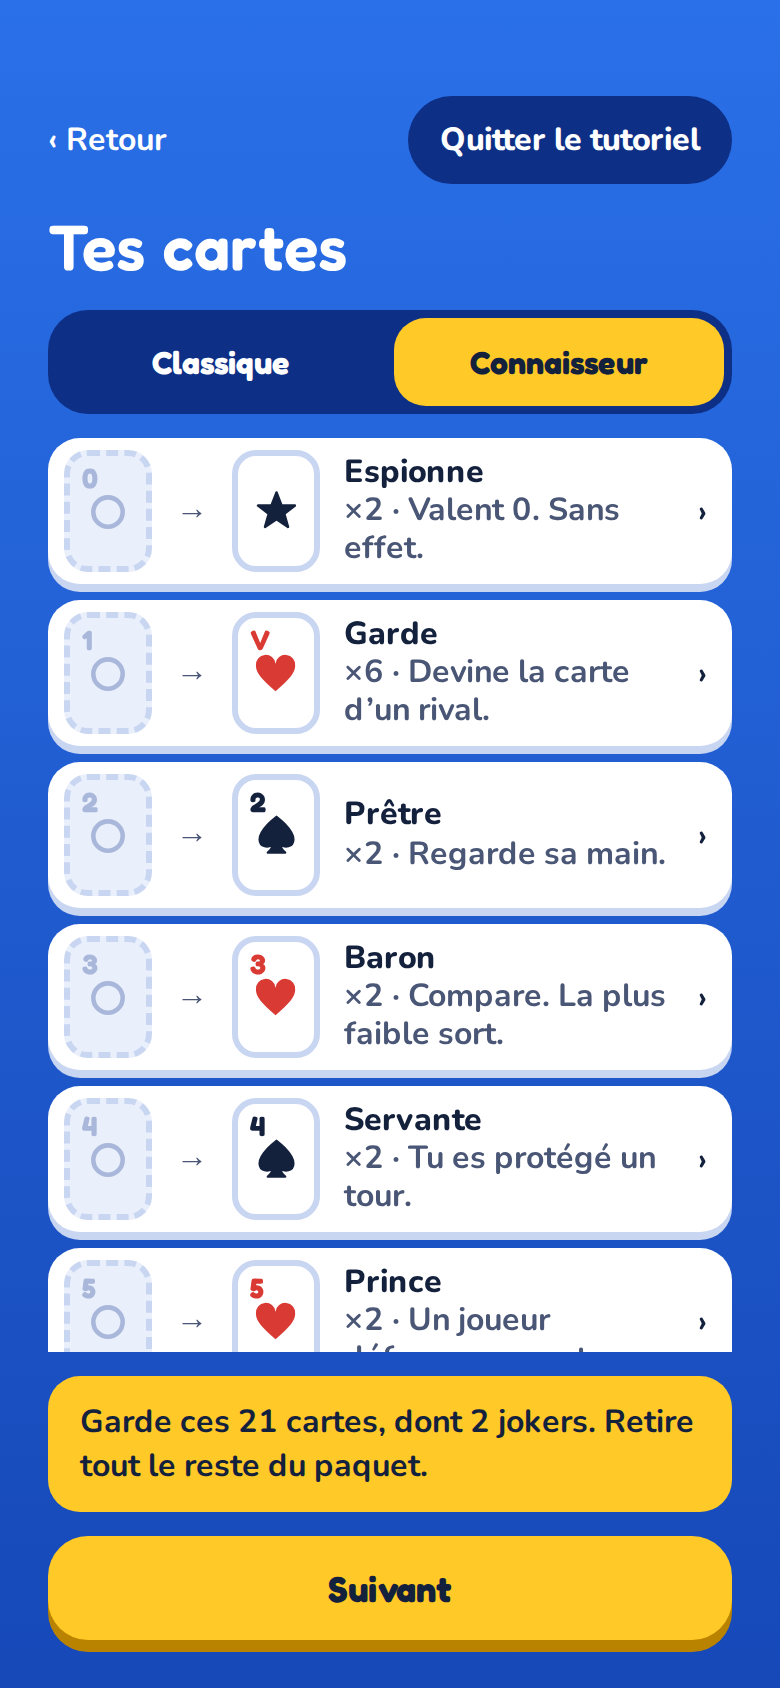 ‹ Retour
Quitter le tutoriel
Tes cartes
Classique
Connaisseur
0
→
Espionne
×2 · Valent 0. Sans
effet.
›
1
→
V
Garde
×6 · Devine la carte
d’un rival.
›
2
→
2
Prêtre
×2 · Regarde sa main.
›
3
→
3
Baron
×2 · Compare. La plus
faible sort.
›
4
→
4
Servante
×2 · Tu es protégé un
tour.
›
5
→
5
Prince
×2 · Un joueur
›
Garde ces 21 cartes, dont 2 jokers. Retire
tout le reste du paquet.
Suivant